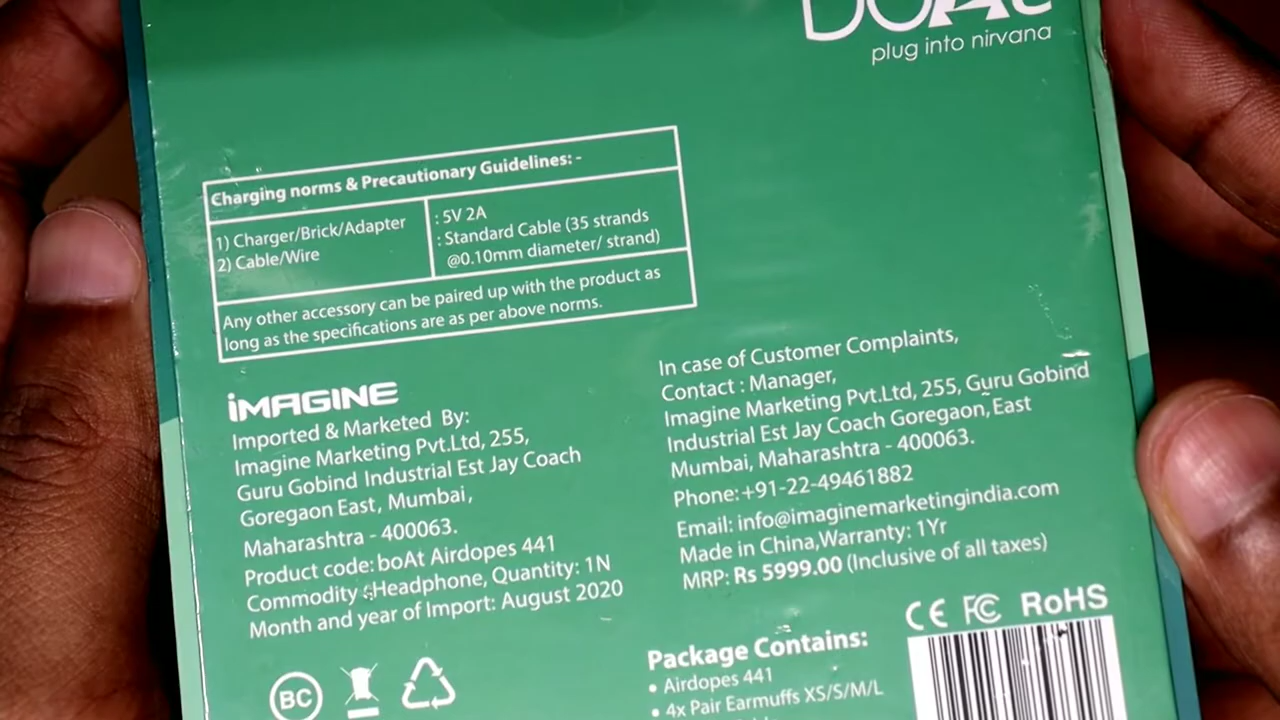 boAt
plug into nirvana
Charging norms & Precautionary Guidelines: -
1) Charger/Brick/Adapter : 5V 2A
2) Cable/Wire : Standard Cable (35 strands
@0.10mm diameter/ strand)
Any other accessory can be paired up with the product as
long as the specifications are as per above norms.
iMAGINE
Imported & Marketed By:
Imagine Marketing Pvt.Ltd, 255,
Guru Gobind Industrial Est Jay Coach
Goregaon East, Mumbai,
Maharashtra - 400063.
Product code: boAt Airdopes 441
Commodity : Headphone, Quantity: 1N
Month and year of Import: August 2020
BC
In case of Customer Complaints,
Contact : Manager,
Imagine Marketing Pvt.Ltd, 255, Guru Gobind
Industrial Est Jay Coach Goregaon, East
Mumbai, Maharashtra - 400063.
Phone: +91-22-49461882
Email: info@imaginemarketingindia.com
Made in China,Warranty: 1Yr
MRP: Rs 5999.00 (Inclusive of all taxes)
CE FC RoHS
Package Contains:
• Airdopes 441
• 4x Pair Earmuffs XS/S/M/L